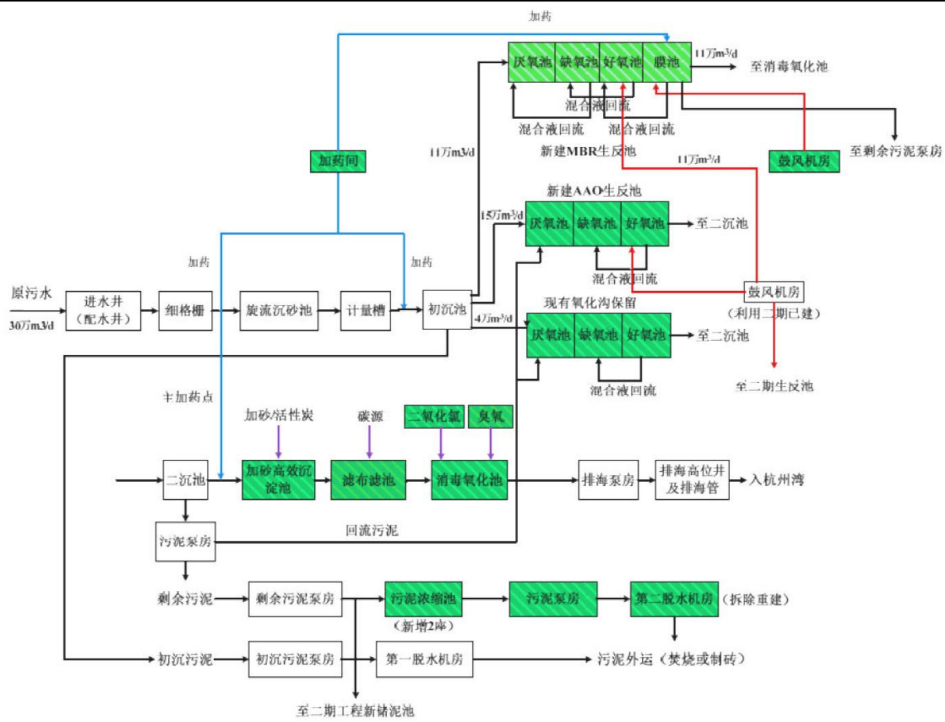 加药
厌氧池 缺氧池 好氧池 膜池
11万m³/d
至消毒氧化池
混合液回流
混合液回流 混合液回流
新建MBR生反池
11万m3/d
加药间
11万m³/d
鼓风机房
至剩余污泥泵房
新建AAO生反池
15万m³/d
厌氧池 缺氧池 好氧池
至二沉池
混合液回流
加药
加药
原污水
30万m3/d
进水井
（配水井）
细格栅
旋流沉砂池
计量槽
初沉池
4万m³/d
现有氧化沟保留
厌氧池 缺氧池 好氧池
至二沉池
混合液回流
鼓风机房
（利用二期已建）
至二期生反池
主加药点
加砂/活性炭
碳源
二氧化氯
臭氧
二沉池
加砂高效沉
淀池
滤布滤池
消毒氧化池
排海泵房
排海高位井
及排海管
入杭州湾
污泥泵房
回流污泥
剩余污泥
剩余污泥泵房
污泥浓缩池
（新增2座）
污泥泵房
第二脱水机房
（拆除重建）
初沉污泥
初沉污泥泵房
第一脱水机房
污泥外运（焚烧或制砖）
至二期工程新储泥池